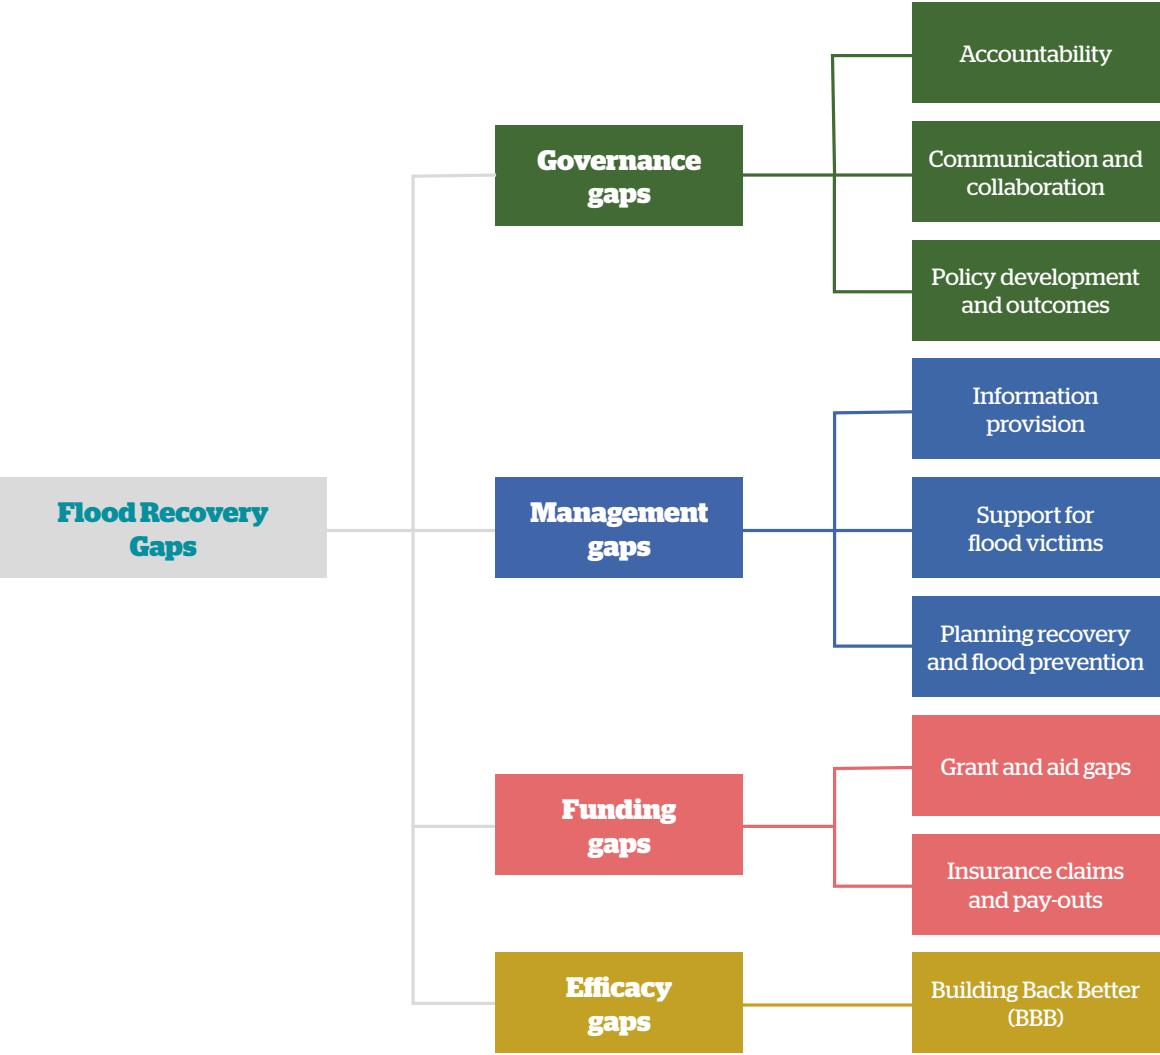 Flood Recovery
Gaps
Governance
gaps
Accountability
Communication and
collaboration
Policy development
and outcomes
Management
gaps
Information
provision
Support for
flood victims
Planning recovery
and flood prevention
Funding
gaps
Grant and aid gaps
Insurance claims
and pay-outs
Efficacy
gaps
Building Back Better
(BBB)